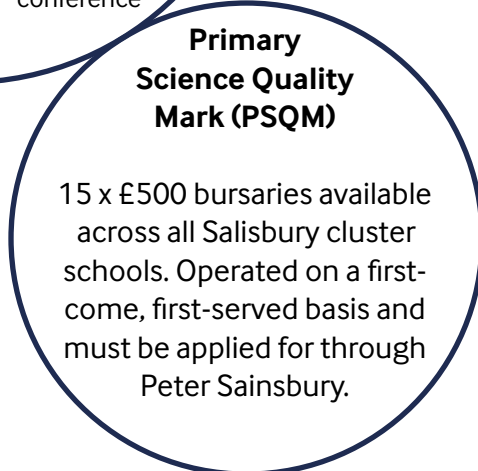 conference
Primary
Science Quality
Mark (PSQM)
15 x £500 bursaries available
across all Salisbury cluster
schools. Operated on a first-
come, first-served basis and
must be applied for through
Peter Sainsbury.